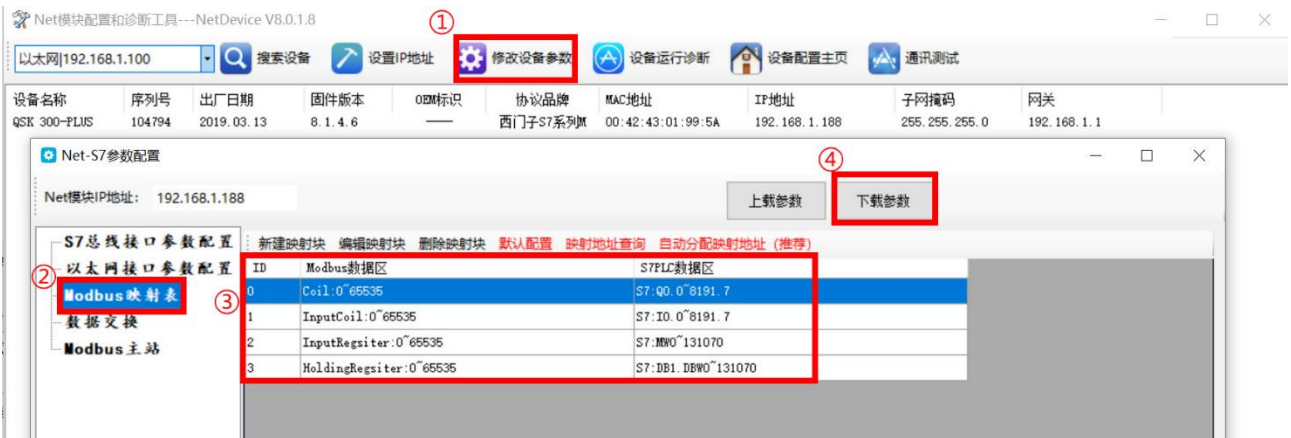 Net模块配置和诊断工具---NetDevice V8.0.1.8
①
以太网|192.168.1.100 搜索设备 设置IP地址 修改设备参数 设备运行诊断 设备配置主页 通讯测试
设备名称 序列号 出厂日期 固件版本 OEM标识 协议品牌 MAC地址 IP地址 子网掩码 网关
QSK 300-PLUS 104794 2019.03.13 8.1.4.6 —— 西门子S7系列M 00:42:43:01:99:5A 192.168.1.188 255.255.255.0 192.168.1.1
Net-S7参数配置
④
Net模块IP地址: 192.168.1.188 上载参数 下载参数
S7总线接口参数配置
以太网接口参数配置
②
Modbus映射表
数据交换
Modbus主站
新建映射块 编辑映射块 删除映射块 默认配置 映射地址查询 自动分配映射地址（推荐）
③
ID Modbus数据区 S7PLC数据区
0 Coil:0~65535 S7:Q0.0~8191.7
1 InputCoil:0~65535 S7:I0.0~8191.7
2 InputRegsiter:0~65535 S7:MW0~131070
3 HoldingRegsiter:0~65535 S7:DB1.DBW0~131070